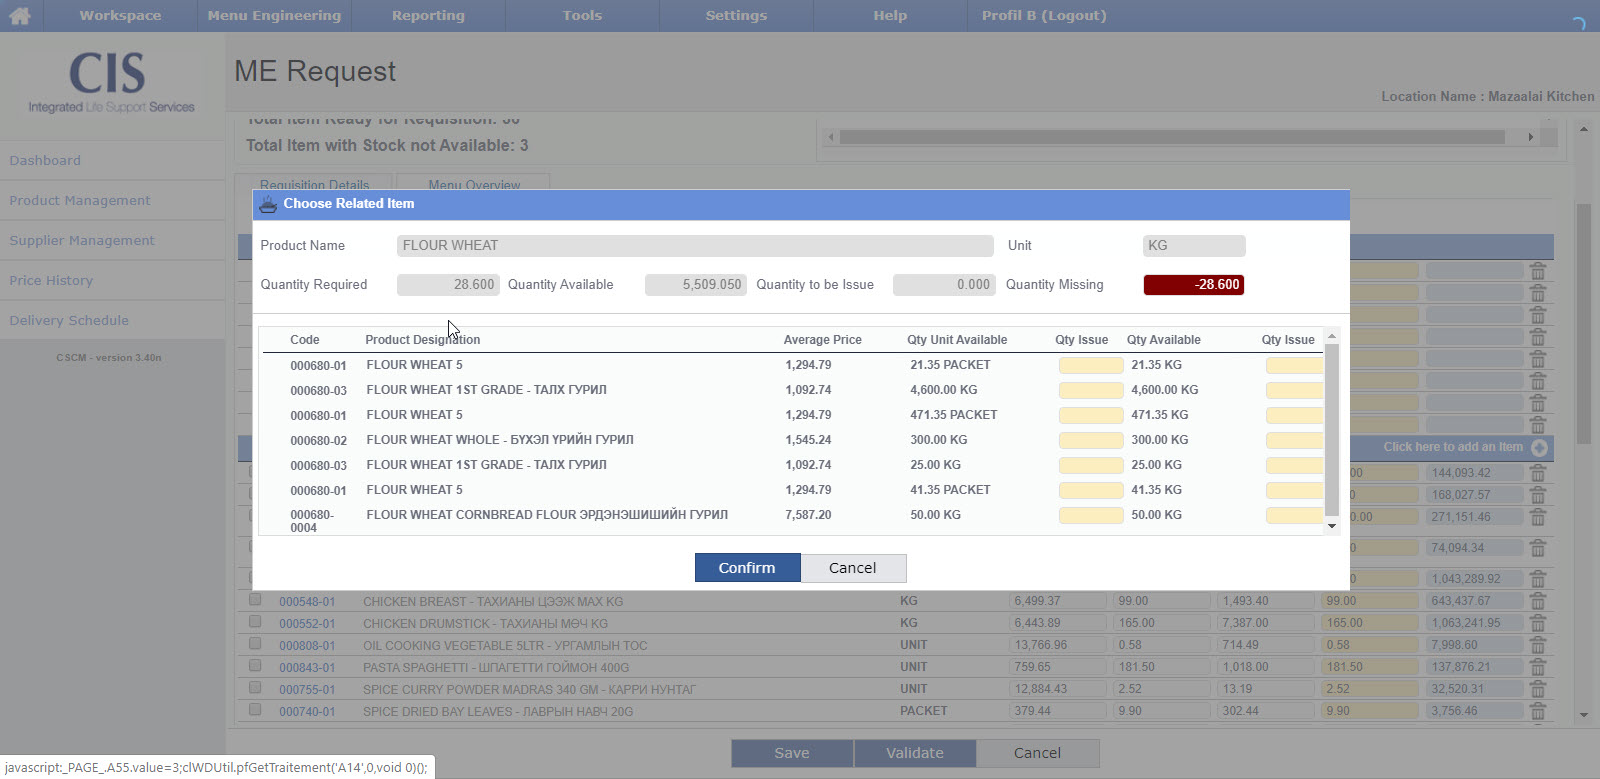 Workspace Menu Engineering Reporting Tools Settings Help Profil B (Logout)
CIS
Integrated Life Support Services
ME Request
Location Name : Mazaalai Kitchen
Total Item Ready for Requisition: 36
Total Item with Stock not Available: 3
Dashboard
Product Management
Supplier Management
Price History
Delivery Schedule
CSCM - version 3.40n
Requisition Details Menu Overview
Choose Related Item
Product Name FLOUR WHEAT Unit KG
Quantity Required 28.600 Quantity Available 5,509.050 Quantity to be Issue 0.000 Quantity Missing -28.600
Code Product Designation Average Price Qty Unit Available Qty Issue Qty Available Qty Issue
000680-01 FLOUR WHEAT 5 1,294.79 21.35 PACKET 21.35 KG
000680-03 FLOUR WHEAT 1ST GRADE - ТАЛХ ГУРИЛ 1,092.74 4,600.00 KG 4,600.00 KG
000680-01 FLOUR WHEAT 5 1,294.79 471.35 PACKET 471.35 KG
000680-02 FLOUR WHEAT WHOLE - БҮХЭЛ ҮРИЙН ГУРИЛ 1,545.24 300.00 KG 300.00 KG
000680-03 FLOUR WHEAT 1ST GRADE - ТАЛХ ГУРИЛ 1,092.74 25.00 KG 25.00 KG
000680-01 FLOUR WHEAT 5 1,294.79 41.35 PACKET 41.35 KG
000680-0004 FLOUR WHEAT CORNBREAD FLOUR ЭРДЭНЭШИШИЙН ГУРИЛ 7,587.20 50.00 KG 50.00 KG
Confirm Cancel
Click here to add an Item
144,093.42
168,027.57
271,151.46
74,094.34
1,043,289.92
000548-01 CHICKEN BREAST - ТАХИАНЫ ЦЭЭЖ MAX KG KG 6,499.37 99.00 1,493.40 99.00 643,437.67
000552-01 CHICKEN DRUMSTICK - ТАХИАНЫ МӨЧ KG KG 6,443.89 165.00 7,387.00 165.00 1,063,241.95
000808-01 OIL COOKING VEGETABLE 5LTR - УРГАМЛЫН ТОС UNIT 13,766.96 0.58 714.49 0.58 7,998.60
000843-01 PASTA SPAGHETTI - ШПАГЕТТИ ГОЙМОН 400G UNIT 759.65 181.50 1,018.00 181.50 137,876.21
000755-01 SPICE CURRY POWDER MADRAS 340 GM - КАРРИ НУНТАГ UNIT 12,884.43 2.52 13.19 2.52 32,520.31
000740-01 SPICE DRIED BAY LEAVES - ЛАВРЫН НАВЧ 20G PACKET 379.44 9.90 302.44 9.90 3,756.46
Save Validate Cancel
javascript:_PAGE_.A55.value=3;clWDUtil.pfGetTraitement('A14',0,void 0)();